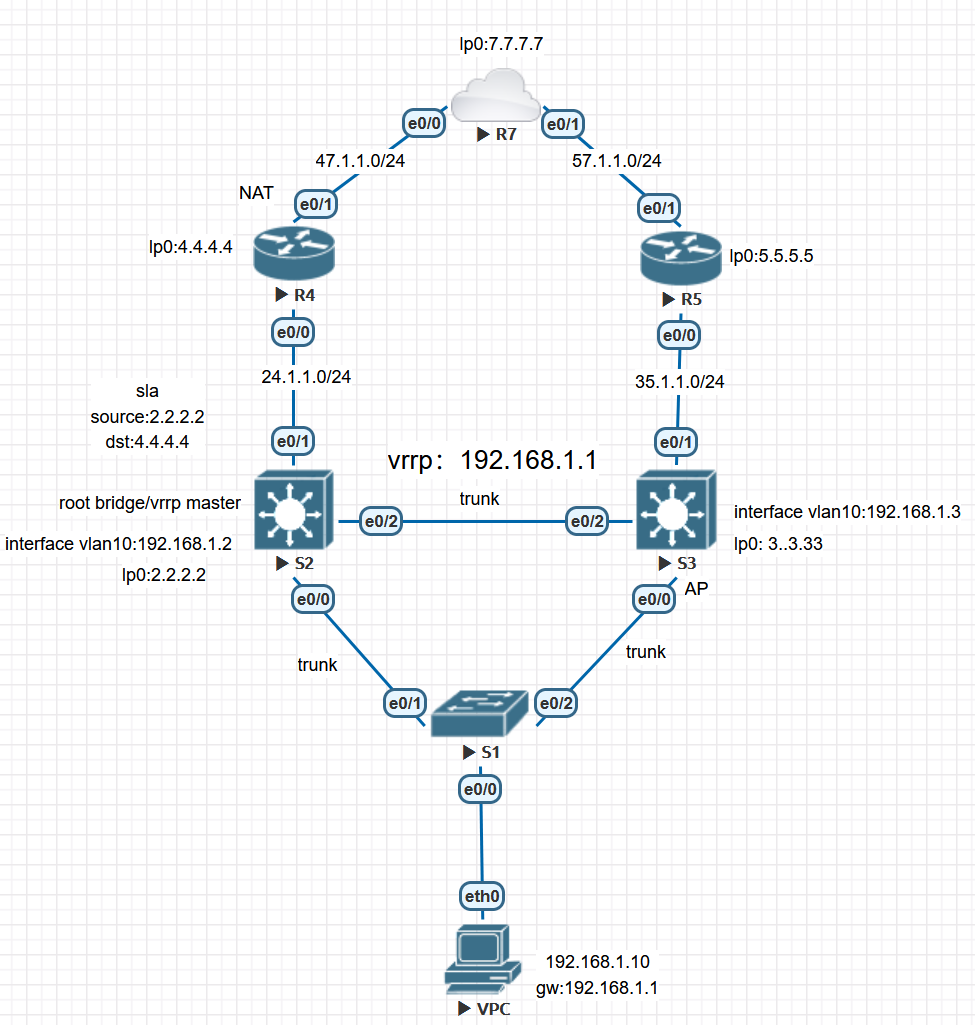 lp0:7.7.7.7
e0/0
e0/1
R7
47.1.1.0/24
57.1.1.0/24
NAT
e0/1
e0/1
lp0:4.4.4.4
lp0:5.5.5.5
R4
R5
e0/0
e0/0
24.1.1.0/24
35.1.1.0/24
sla
source:2.2.2.2
dst:4.4.4.4
e0/1
e0/1
vrrp：192.168.1.1
trunk
root bridge/vrrp master
e0/2
e0/2
interface vlan10:192.168.1.3
interface vlan10:192.168.1.2
lp0: 3..3.33
S2
S3
lp0:2.2.2.2
AP
e0/0
e0/0
trunk
trunk
e0/1
e0/2
S1
e0/0
eth0
192.168.1.10
gw:192.168.1.1
VPC